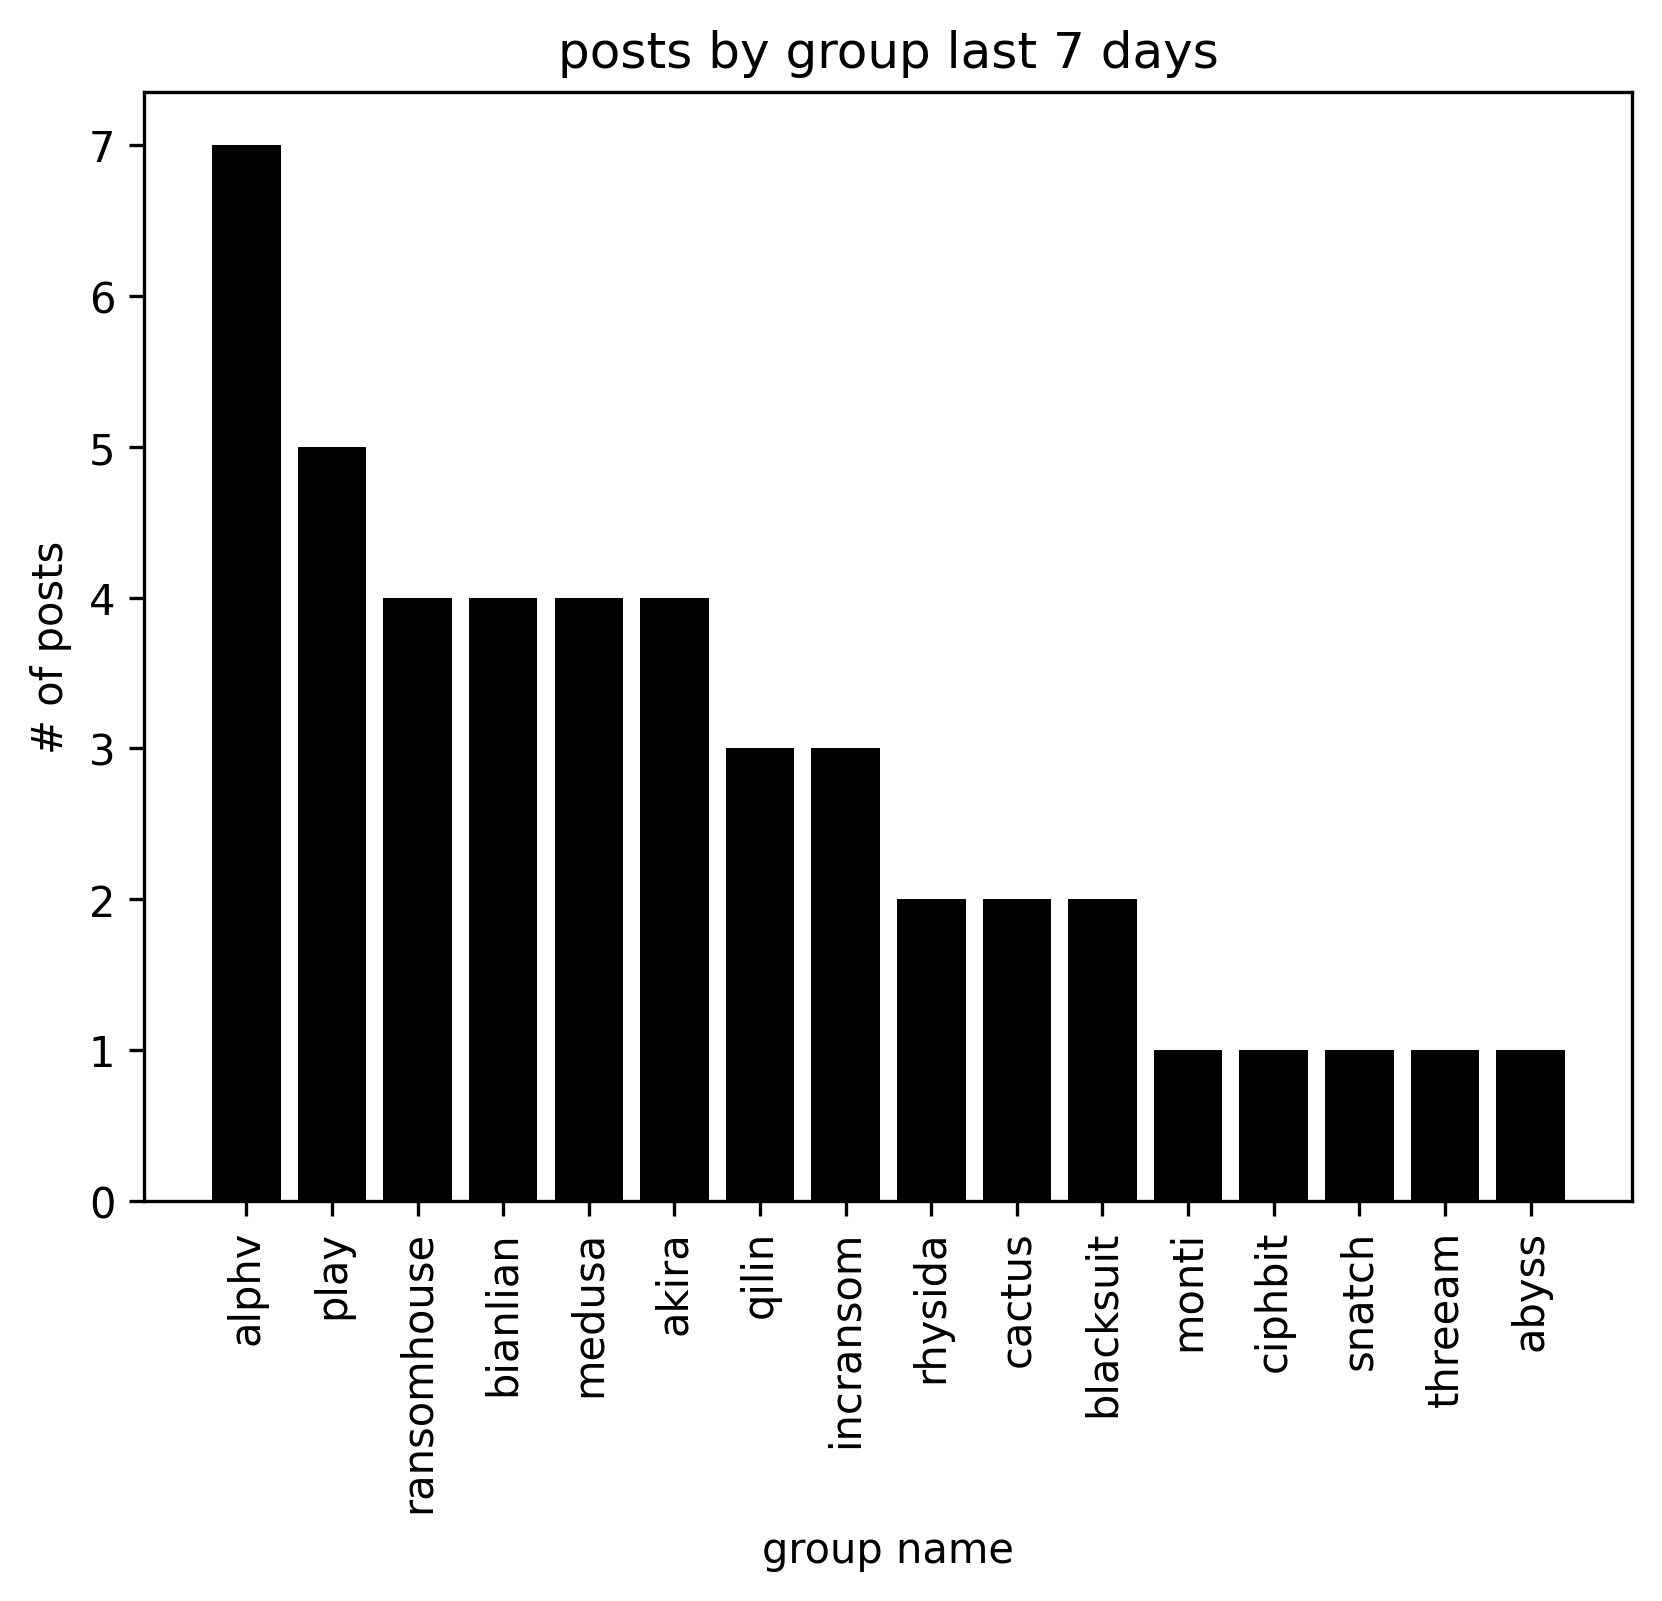 posts by group last 7 days
# of posts
7
6
5
4
3
2
1
0
alphv
play
ransomhouse
bianlian
medusa
akira
qilin
incransom
rhysida
cactus
blacksuit
monti
ciphbit
snatch
threeam
abyss
group name